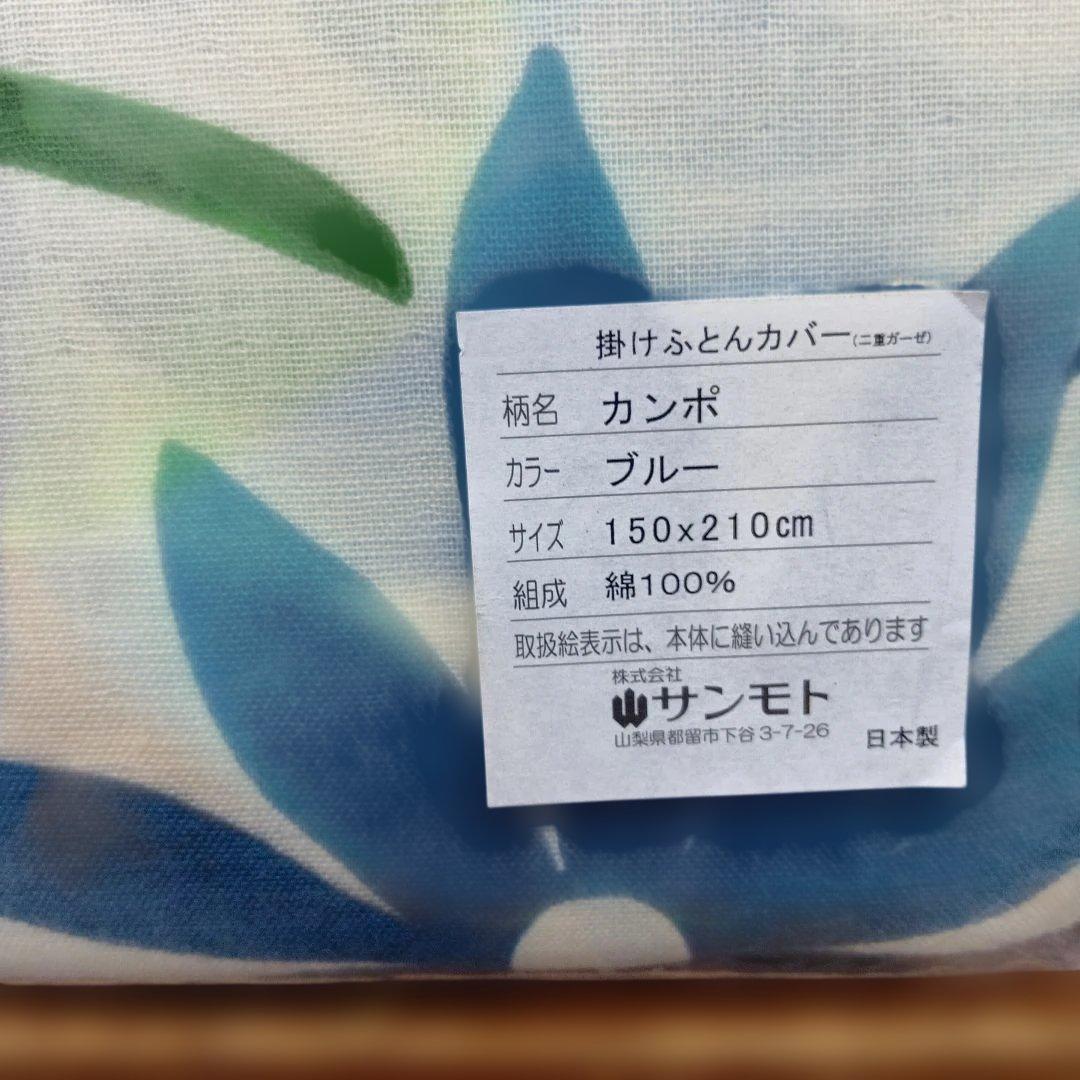 掛けふとんカバー(二重ガーゼ)
柄名 カンポ
カラー ブルー
サイズ 150x210cm
組成 綿100%
取扱絵表示は、本体に縫い込んであります
株式会社
サンモト
山梨県都留市下谷3-7-26 日本製